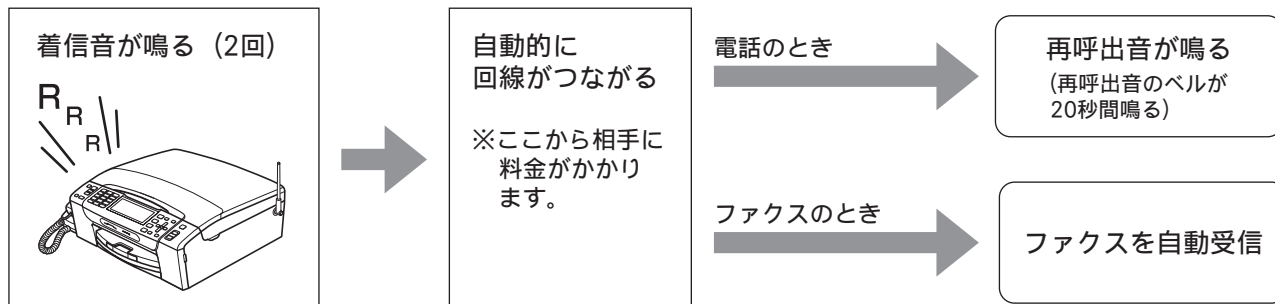 着信音が鳴る（2回）
R
R
R
自動的に
回線がつながる
※ここから相手に
料金がかかり
ます。
電話のとき
再呼出音が鳴る
（再呼出音のベルが
20秒間鳴る）
ファクスのとき
ファクスを自動受信